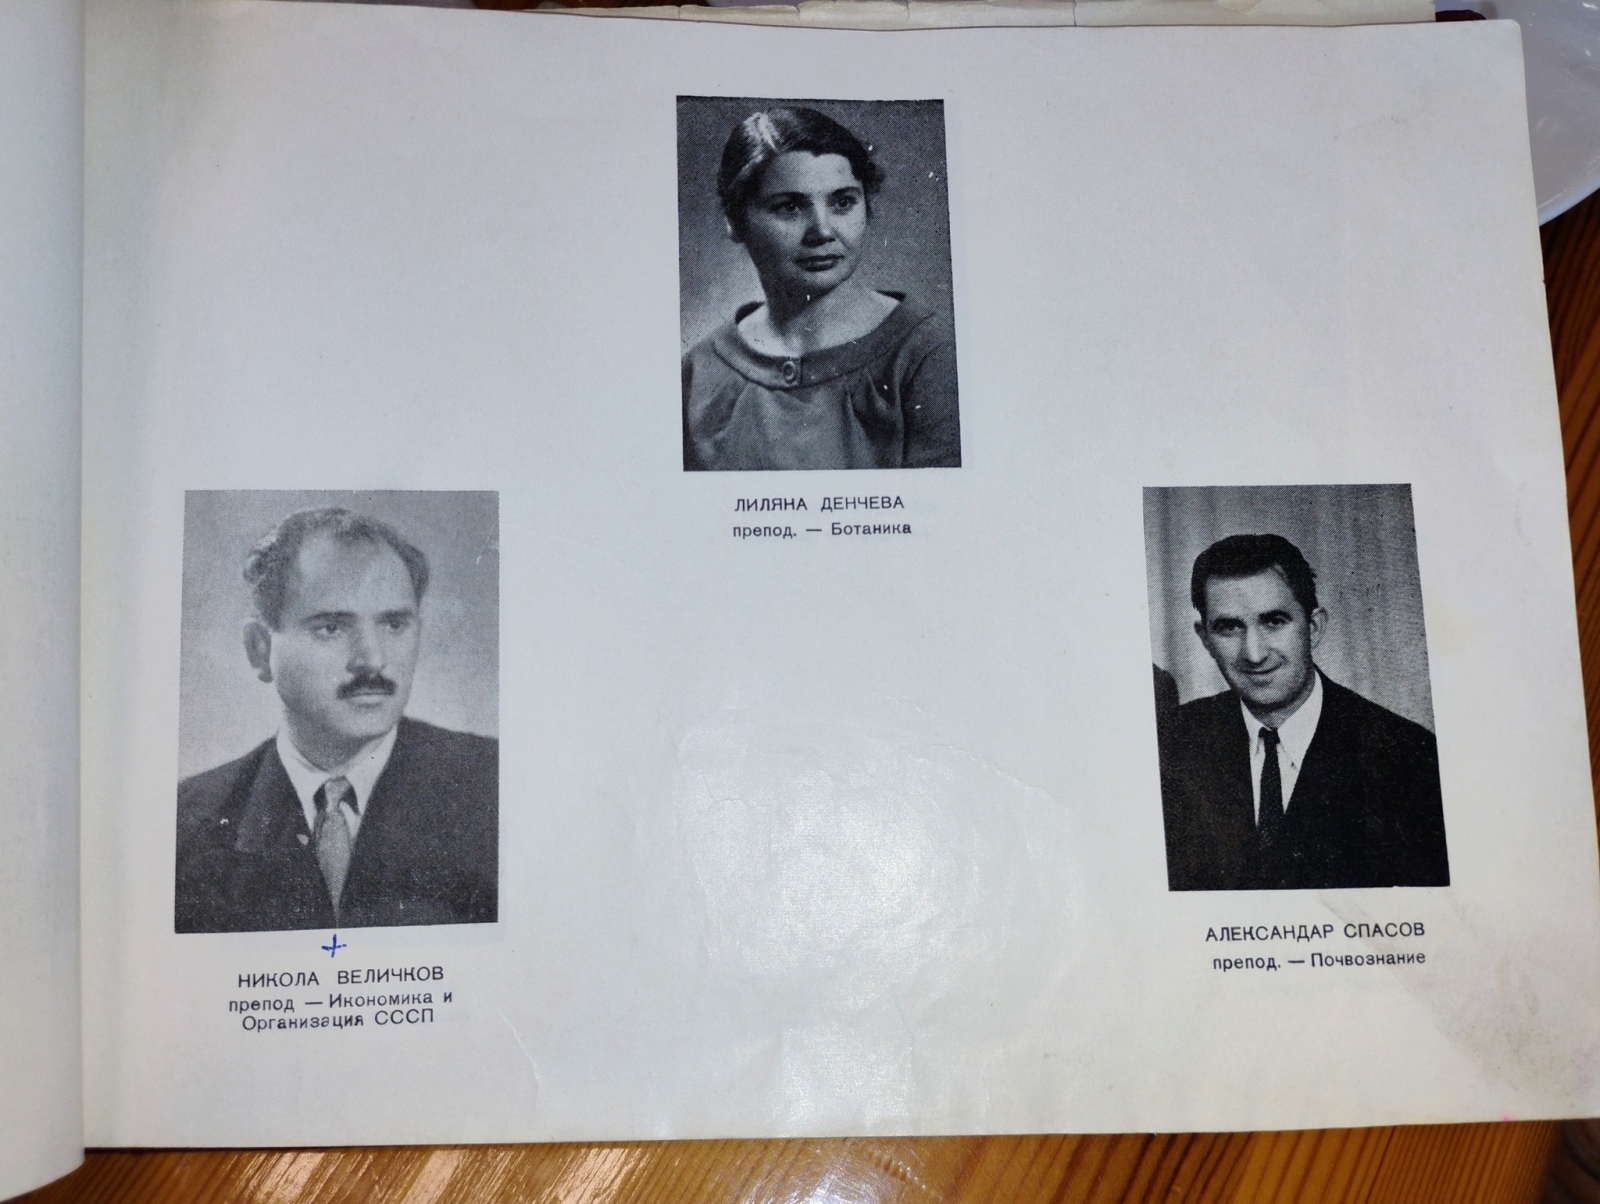 ЛИЛЯНА ДЕНЧЕВА
препод. — Ботаника
НИКОЛА ВЕЛИЧКОВ
препод — Икономика и
Организация СССП
АЛЕКСАНДАР СПАСОВ
препод. — Почвознание